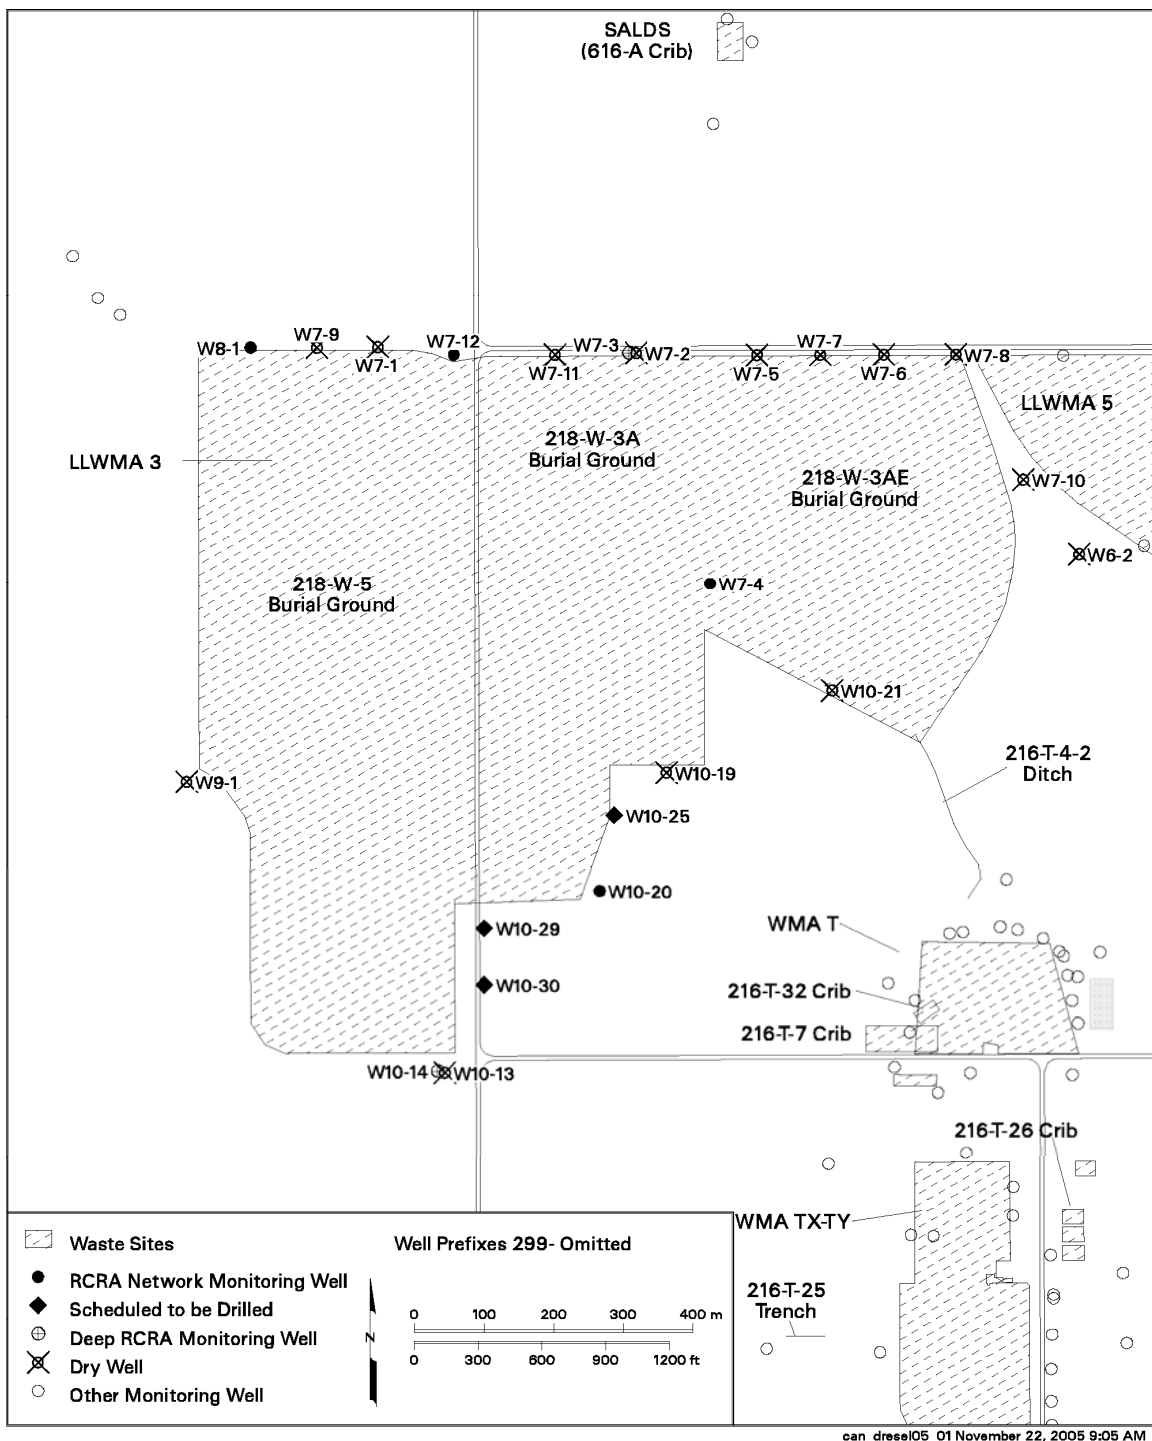 SALDS
(616-A Crib)
W8-1
W7-9
W7-1
W7-12
W7-11
W7-3
W7-2
W7-5
W7-7
W7-6
W7-8
LLWMA 5
LLWMA 3
218-W-3A
Burial Ground
218-W-3AE
Burial Ground
W7-10
W6-2
218-W-5
Burial Ground
W7-4
W10-21
216-T-4-2
Ditch
W9-1
W10-19
W10-25
W10-20
W10-29
WMA T
W10-30
216-T-32 Crib
216-T-7 Crib
W10-14
W10-13
216-T-26 Crib
WMA TX-TY
216-T-25
Trench
Waste Sites
RCRA Network Monitoring Well
Scheduled to be Drilled
Deep RCRA Monitoring Well
Dry Well
Other Monitoring Well
Well Prefixes 299- Omitted
N
0 100 200 300 400 m
0 300 600 900 1200 ft
can_dresel05_01 November 22, 2005 9:05 AM